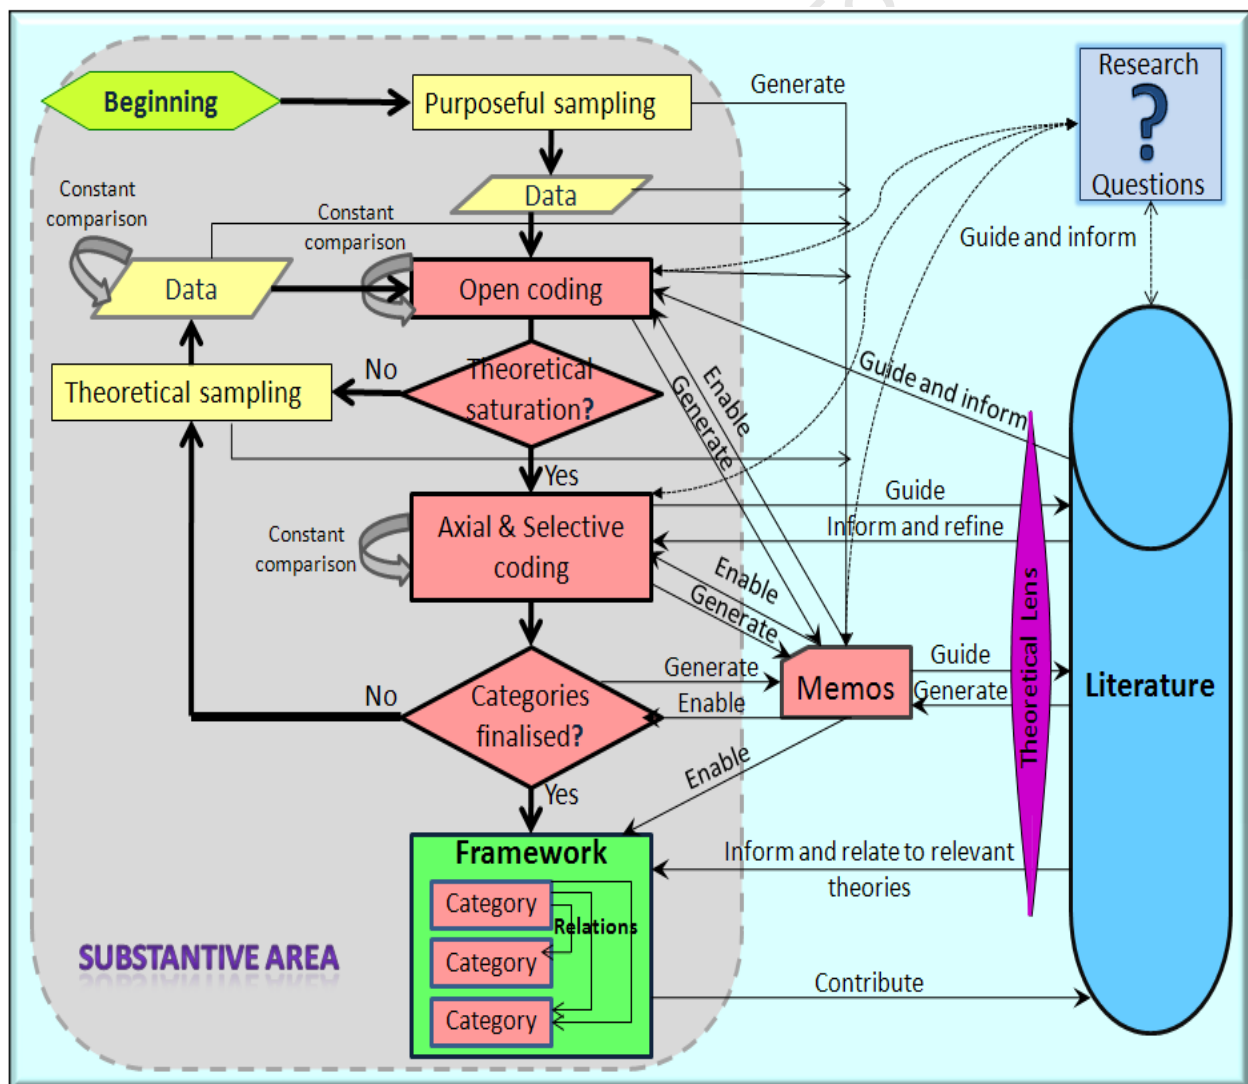 Beginning
Purposeful sampling
Generate
Research
?
Questions
Data
Constant
comparison
Constant
comparison
Guide and inform
Data
Open coding
No
Theoretical
saturation?
Theoretical sampling
Enable
Generate
Guide and inform
Yes
Guide
Inform and refine
Axial & Selective
coding
Constant
comparison
Enable
Generate
Theoretical Lens
No
Categories
finalised?
Generate
Enable
Memos
Guide
Generate
Literature
Enable
Yes
Framework
Category
Relations
Category
Category
Inform and relate to relevant
theories
SUBSTANTIVE AREA
Contribute